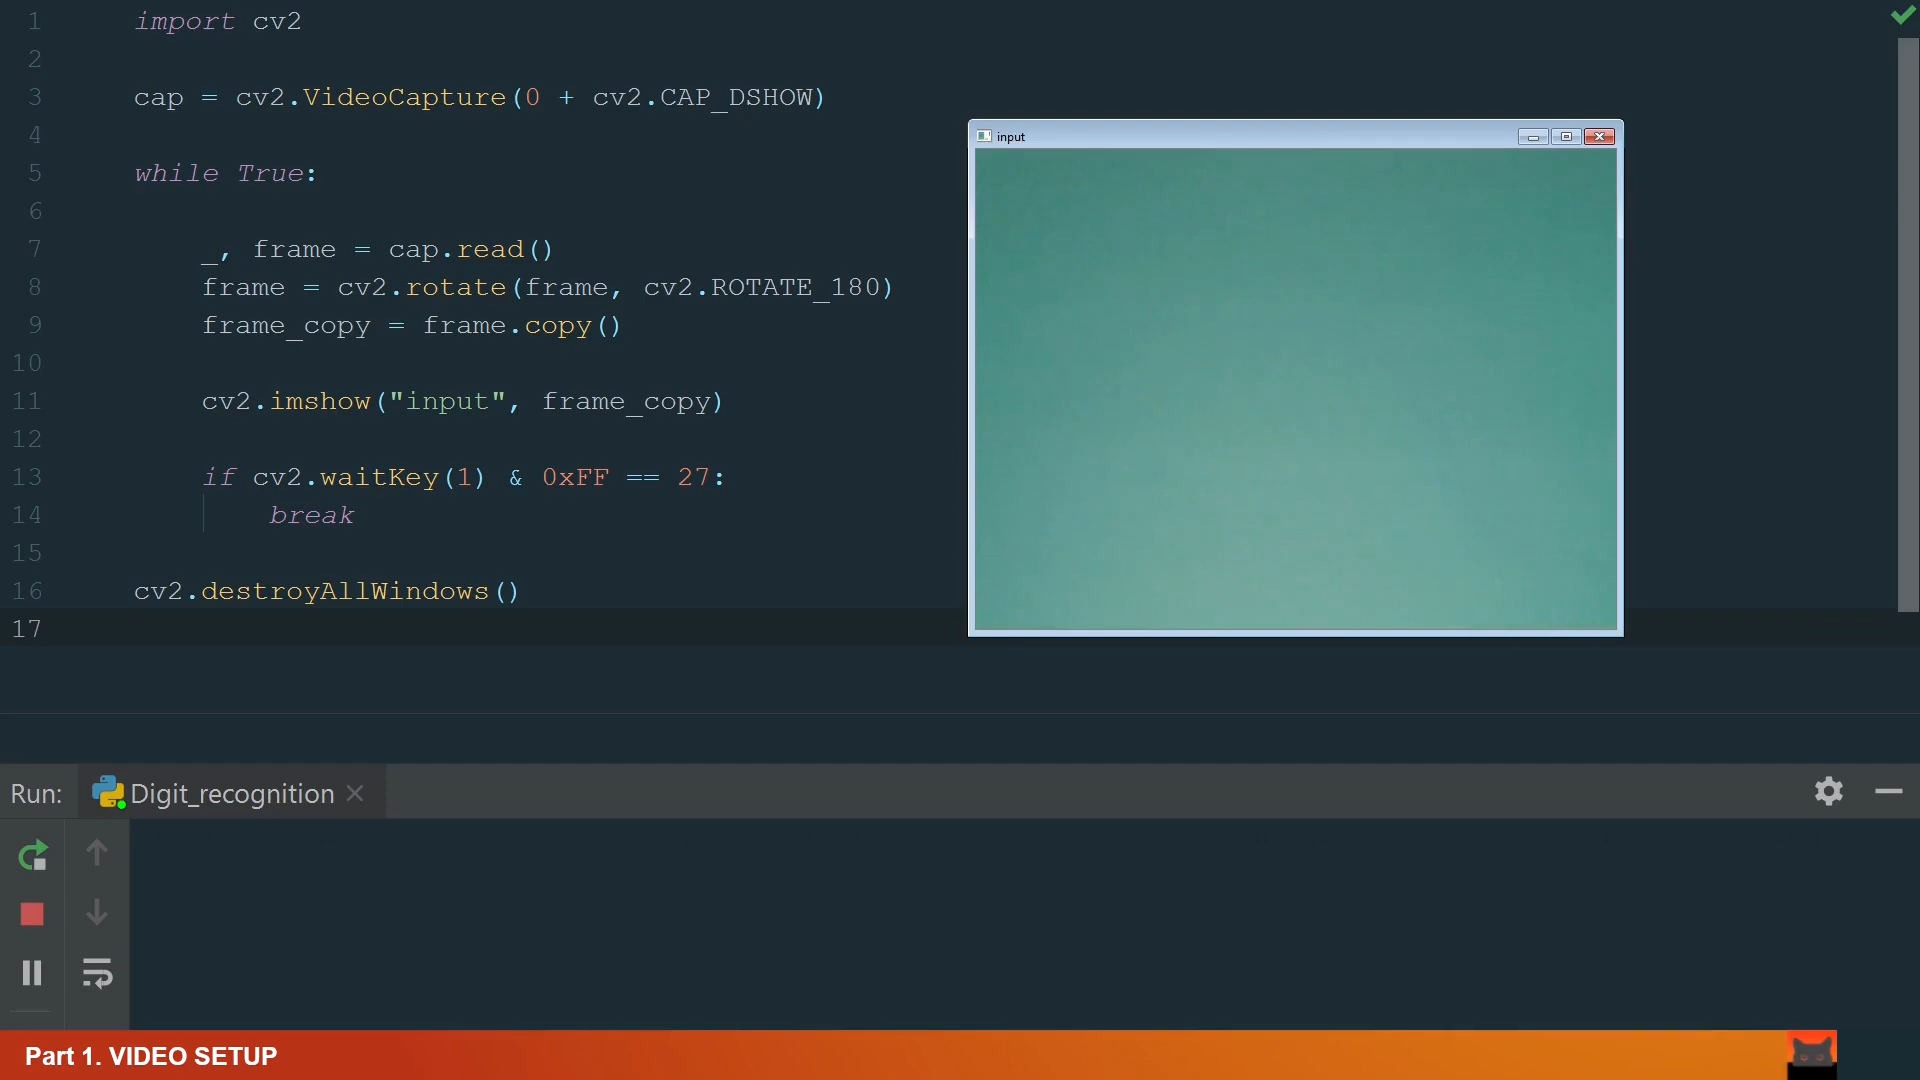 1 import cv2
2
3 cap = cv2.VideoCapture(0 + cv2.CAP_DSHOW)
4
5 while True:
6
7 _, frame = cap.read()
8 frame = cv2.rotate(frame, cv2.ROTATE_180)
9 frame_copy = frame.copy()
10
11 cv2.imshow("input", frame_copy)
12
13 if cv2.waitKey(1) & 0xFF == 27:
14 break
15
16 cv2.destroyAllWindows()
17
input
Run: Digit_recognition
Part 1. VIDEO SETUP